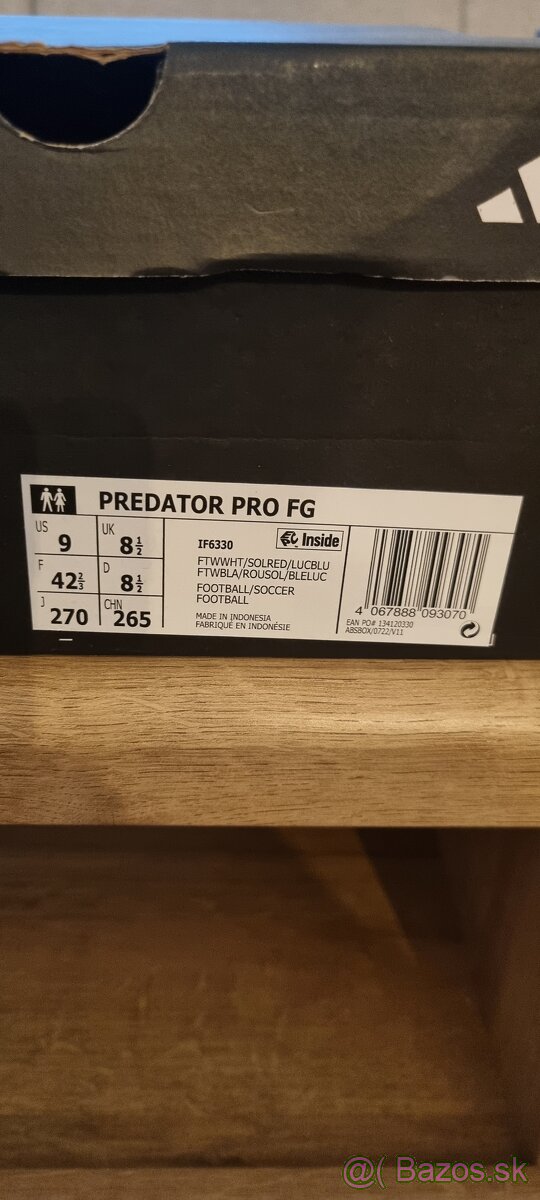 PREDATOR PRO FG
US 9 UK 8½
F 42⅔ D 8½
J 270 CHN 265
IF6330 Inside
FTWWHT/SOLRED/LUCBLU
FTWBLA/ROUSOL/BLELUC
FOOTBALL/SOCCER
FOOTBALL
MADE IN INDONESIA
FABRIQUÉ EN INDONÉSIE
4 067888 093070
EAN PO# 134120330
ABSBOX/0722/V11
@( Bazos.sk